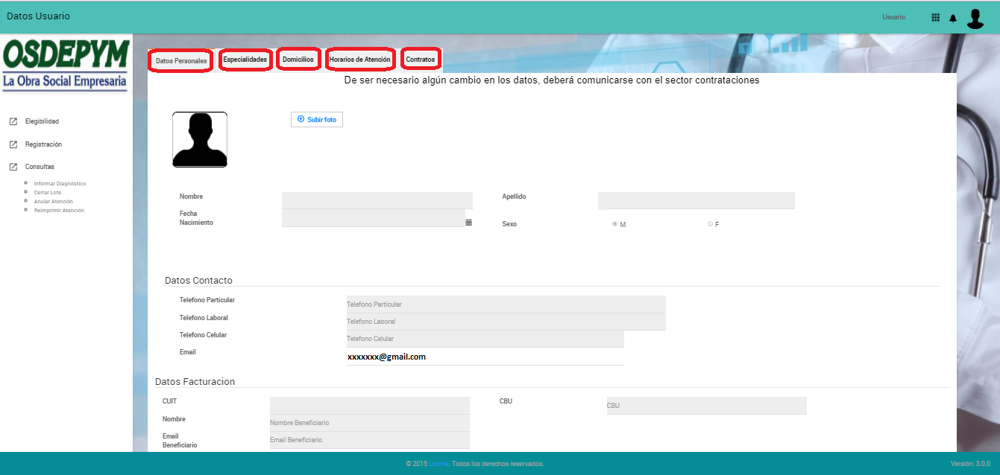 Datos Usuario
Usuario:
OSDEPYM
La Obra Social Empresaria
Elegibilidad
Registración
Consultas
Informar Diagnóstico
Cerrar Lote
Anular Atención
Reimprimir Atención
Datos Personales
Especialidades
Domicilios
Horarios de Atención
Contratos
De ser necesario algún cambio en los datos, deberá comunicarse con el sector contrataciones
Subir foto
Nombre
Apellido
Fecha
Nacimiento
Sexo
M
F
Datos Contacto
Telefono Particular
Telefono Particular
Telefono Laboral
Telefono Laboral
Telefono Celular
Telefono Celular
Email
xxxxxxx@gmail.com
Datos Facturacion
CUIT
CBU
CBU
Nombre
Nombre Beneficiario
Email
Beneficiario
Email Beneficiario
© 2015 Looma. Todos los derechos reservados.
Versión: 3.0.0